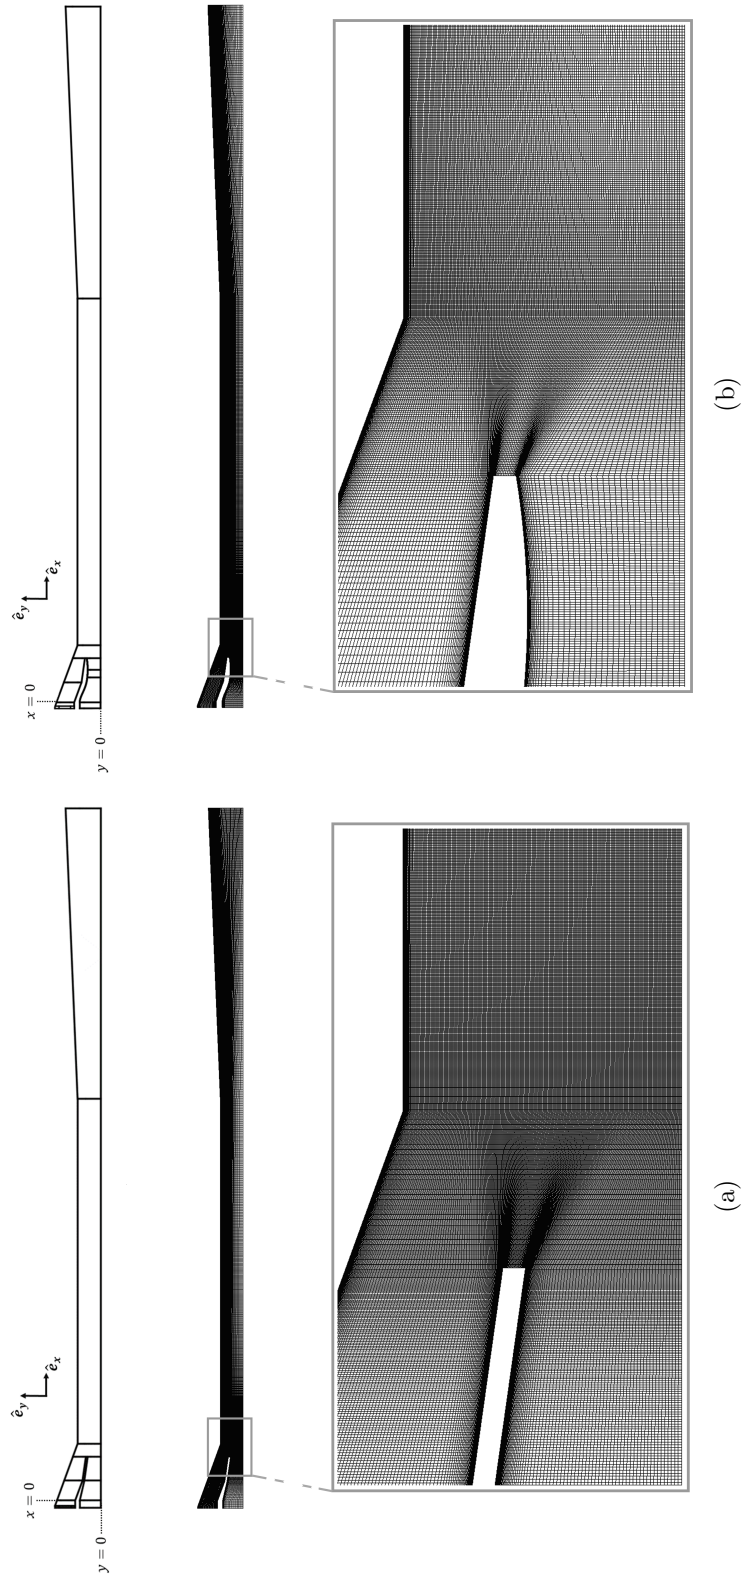 x = 0
y = 0
ê_y
ê_x
(a)
x = 0
y = 0
ê_y
ê_x
(b)